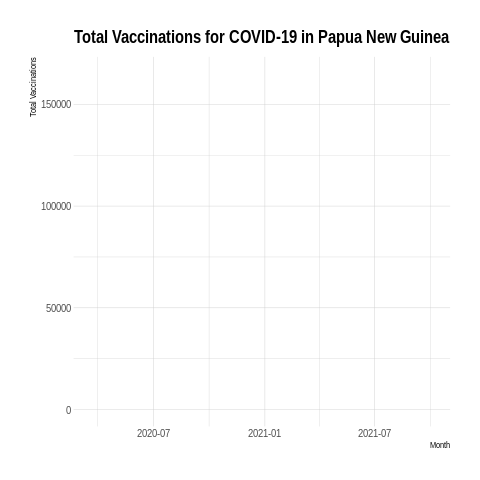 Total Vaccinations for COVID-19 in Papua New Guinea
Total Vaccinations
150000
100000
50000
0
2020-07 2021-01 2021-07
Month